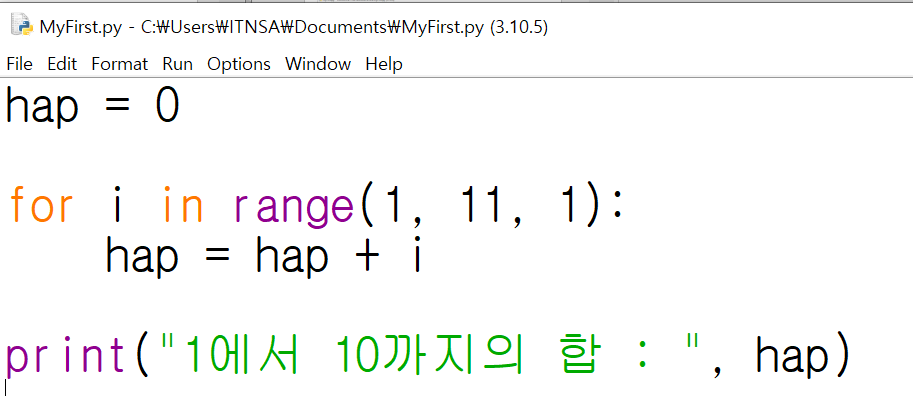 MyFirst.py - C:₩Users₩ITNSA₩Documents₩MyFirst.py (3.10.5)
File Edit Format Run Options Window Help
hap = 0
for i in range(1, 11, 1):
    hap = hap + i
print("1에서 10까지의 합 : ", hap)